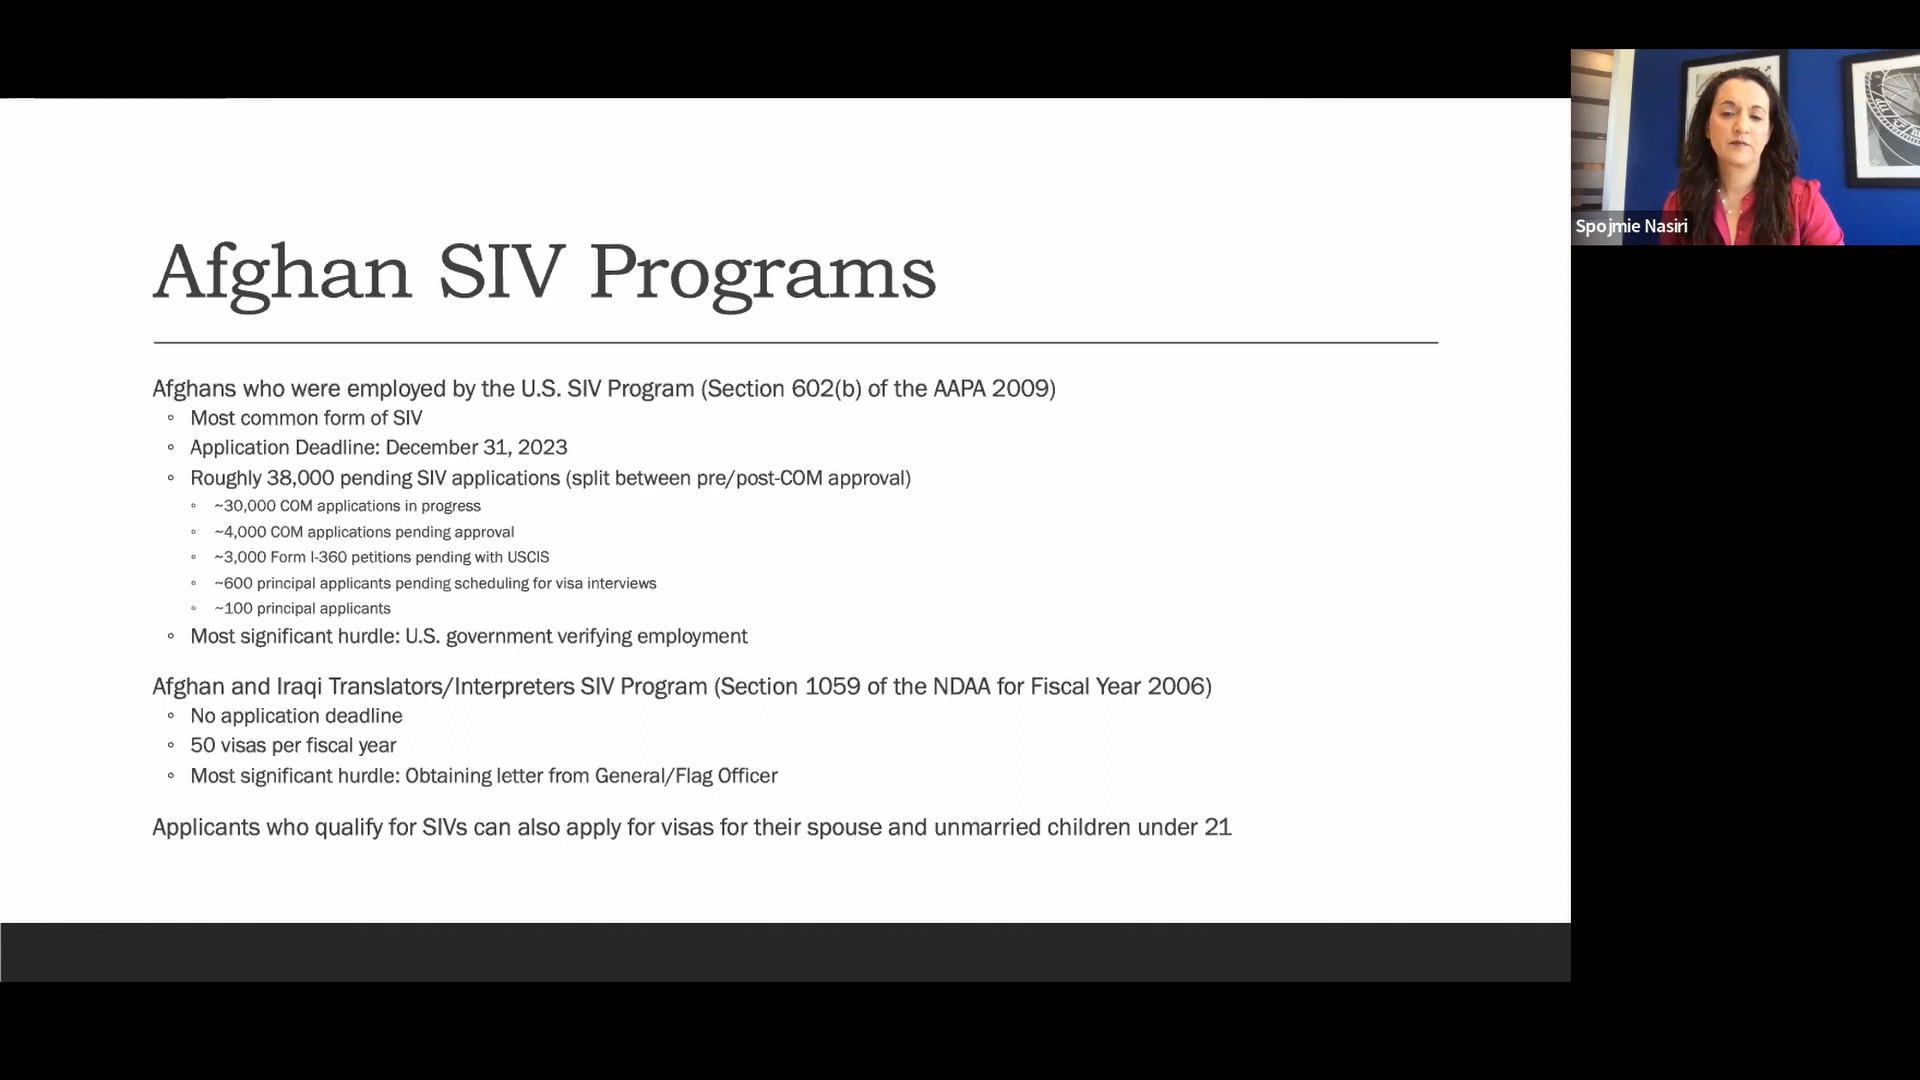 Afghan SIV Programs
Afghans who were employed by the U.S. SIV Program (Section 602(b) of the AAPA 2009)
◦ Most common form of SIV
◦ Application Deadline: December 31, 2023
◦ Roughly 38,000 pending SIV applications (split between pre/post-COM approval)
◦ ~30,000 COM applications in progress
◦ ~4,000 COM applications pending approval
◦ ~3,000 Form I-360 petitions pending with USCIS
◦ ~600 principal applicants pending scheduling for visa interviews
◦ ~100 principal applicants
◦ Most significant hurdle: U.S. government verifying employment
Afghan and Iraqi Translators/Interpreters SIV Program (Section 1059 of the NDAA for Fiscal Year 2006)
◦ No application deadline
◦ 50 visas per fiscal year
◦ Most significant hurdle: Obtaining letter from General/Flag Officer
Applicants who qualify for SIVs can also apply for visas for their spouse and unmarried children under 21
Spojmie Nasiri